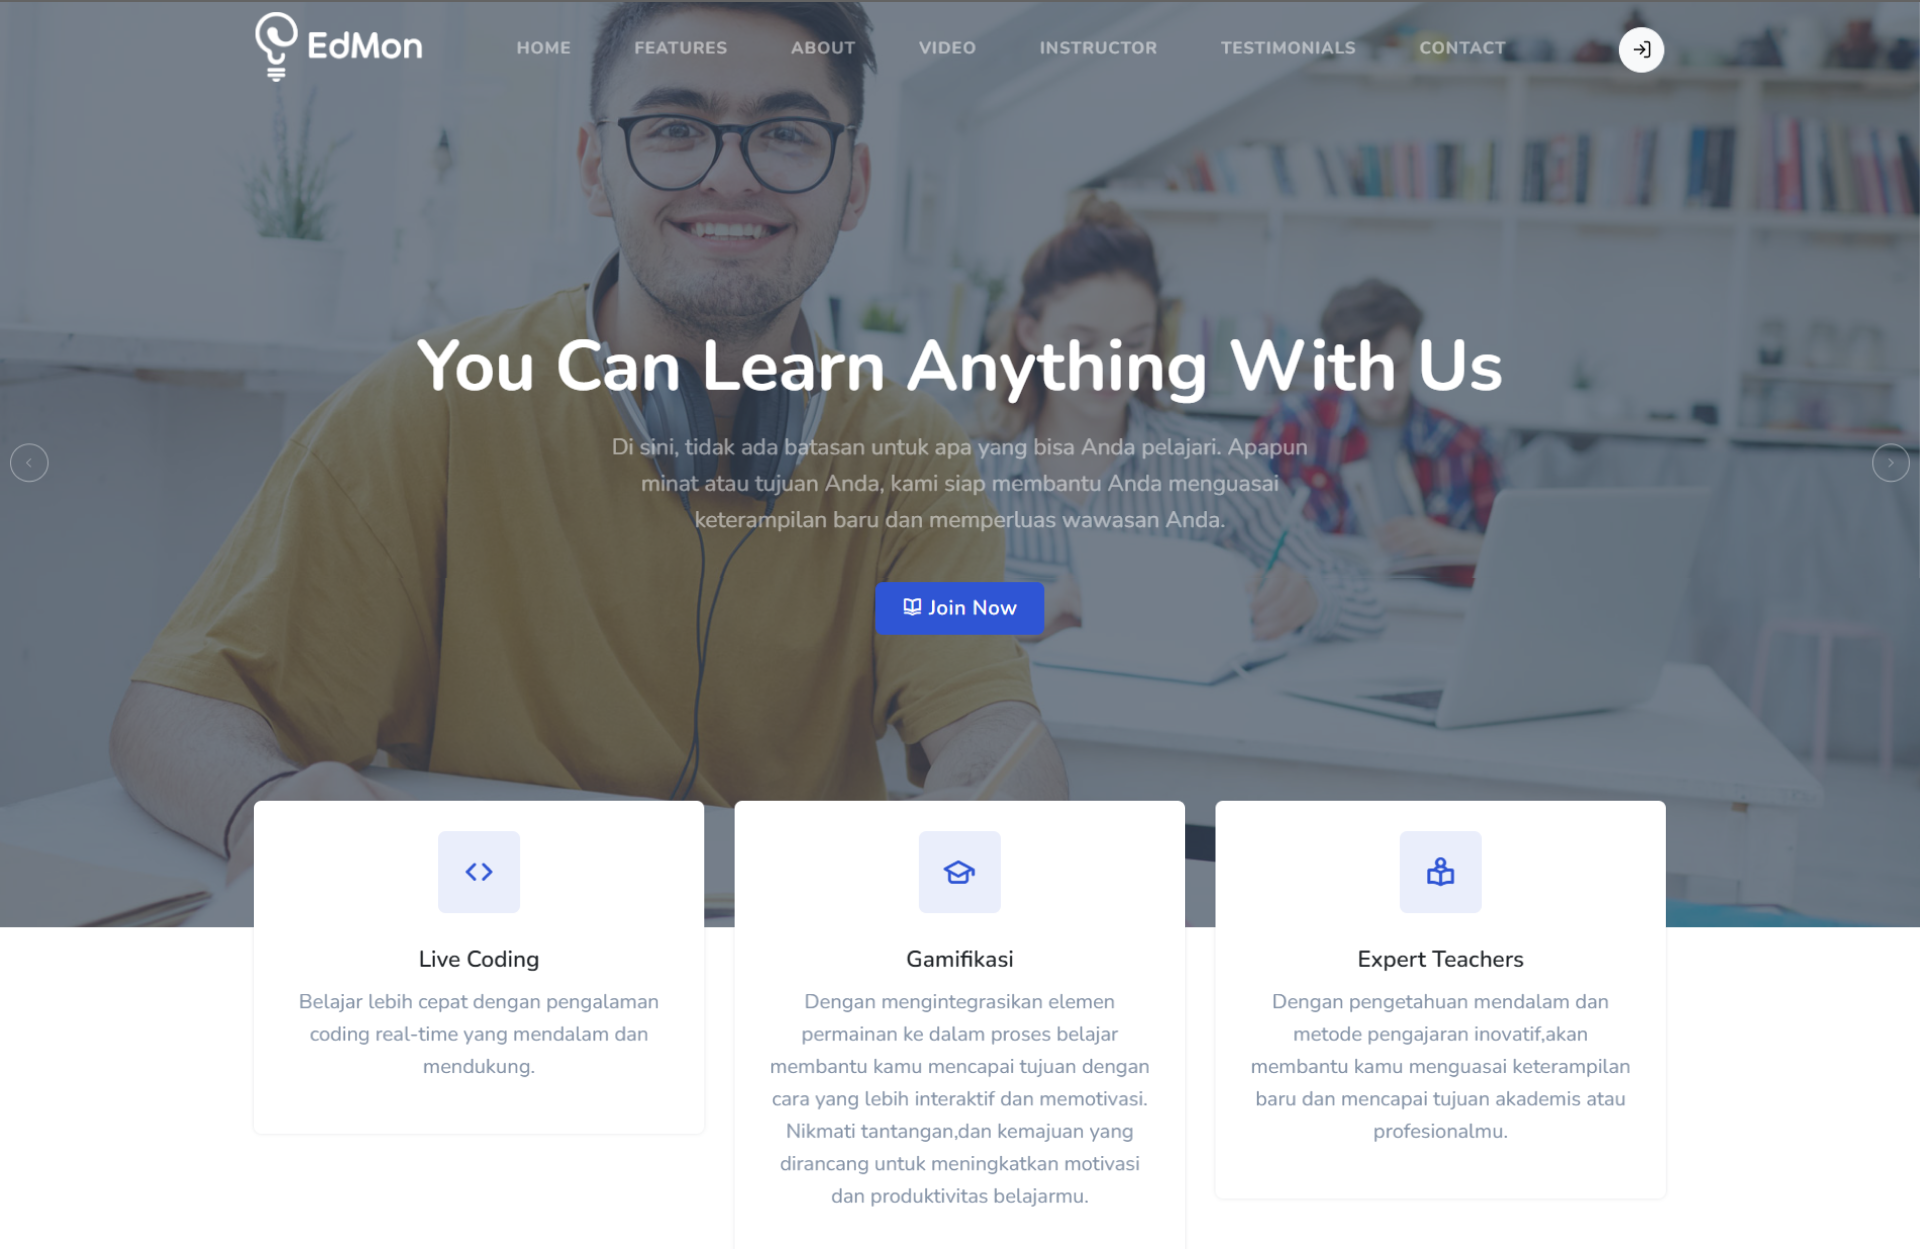 EdMon
HOME FEATURES ABOUT VIDEO INSTRUCTOR TESTIMONIALS CONTACT
You Can Learn Anything With Us
Di sini, tidak ada batasan untuk apa yang bisa Anda pelajari. Apapun
minat atau tujuan Anda, kami siap membantu Anda menguasai
keterampilan baru dan memperluas wawasan Anda.
Join Now
Live Coding
Belajar lebih cepat dengan pengalaman
coding real-time yang mendalam dan
mendukung.
Gamifikasi
Dengan mengintegrasikan elemen
permainan ke dalam proses belajar
membantu kamu mencapai tujuan dengan
cara yang lebih interaktif dan memotivasi.
Nikmati tantangan,dan kemajuan yang
dirancang untuk meningkatkan motivasi
dan produktivitas belajarmu.
Expert Teachers
Dengan pengetahuan mendalam dan
metode pengajaran inovatif,akan
membantu kamu menguasai keterampilan
baru dan mencapai tujuan akademis atau
profesionalmu.